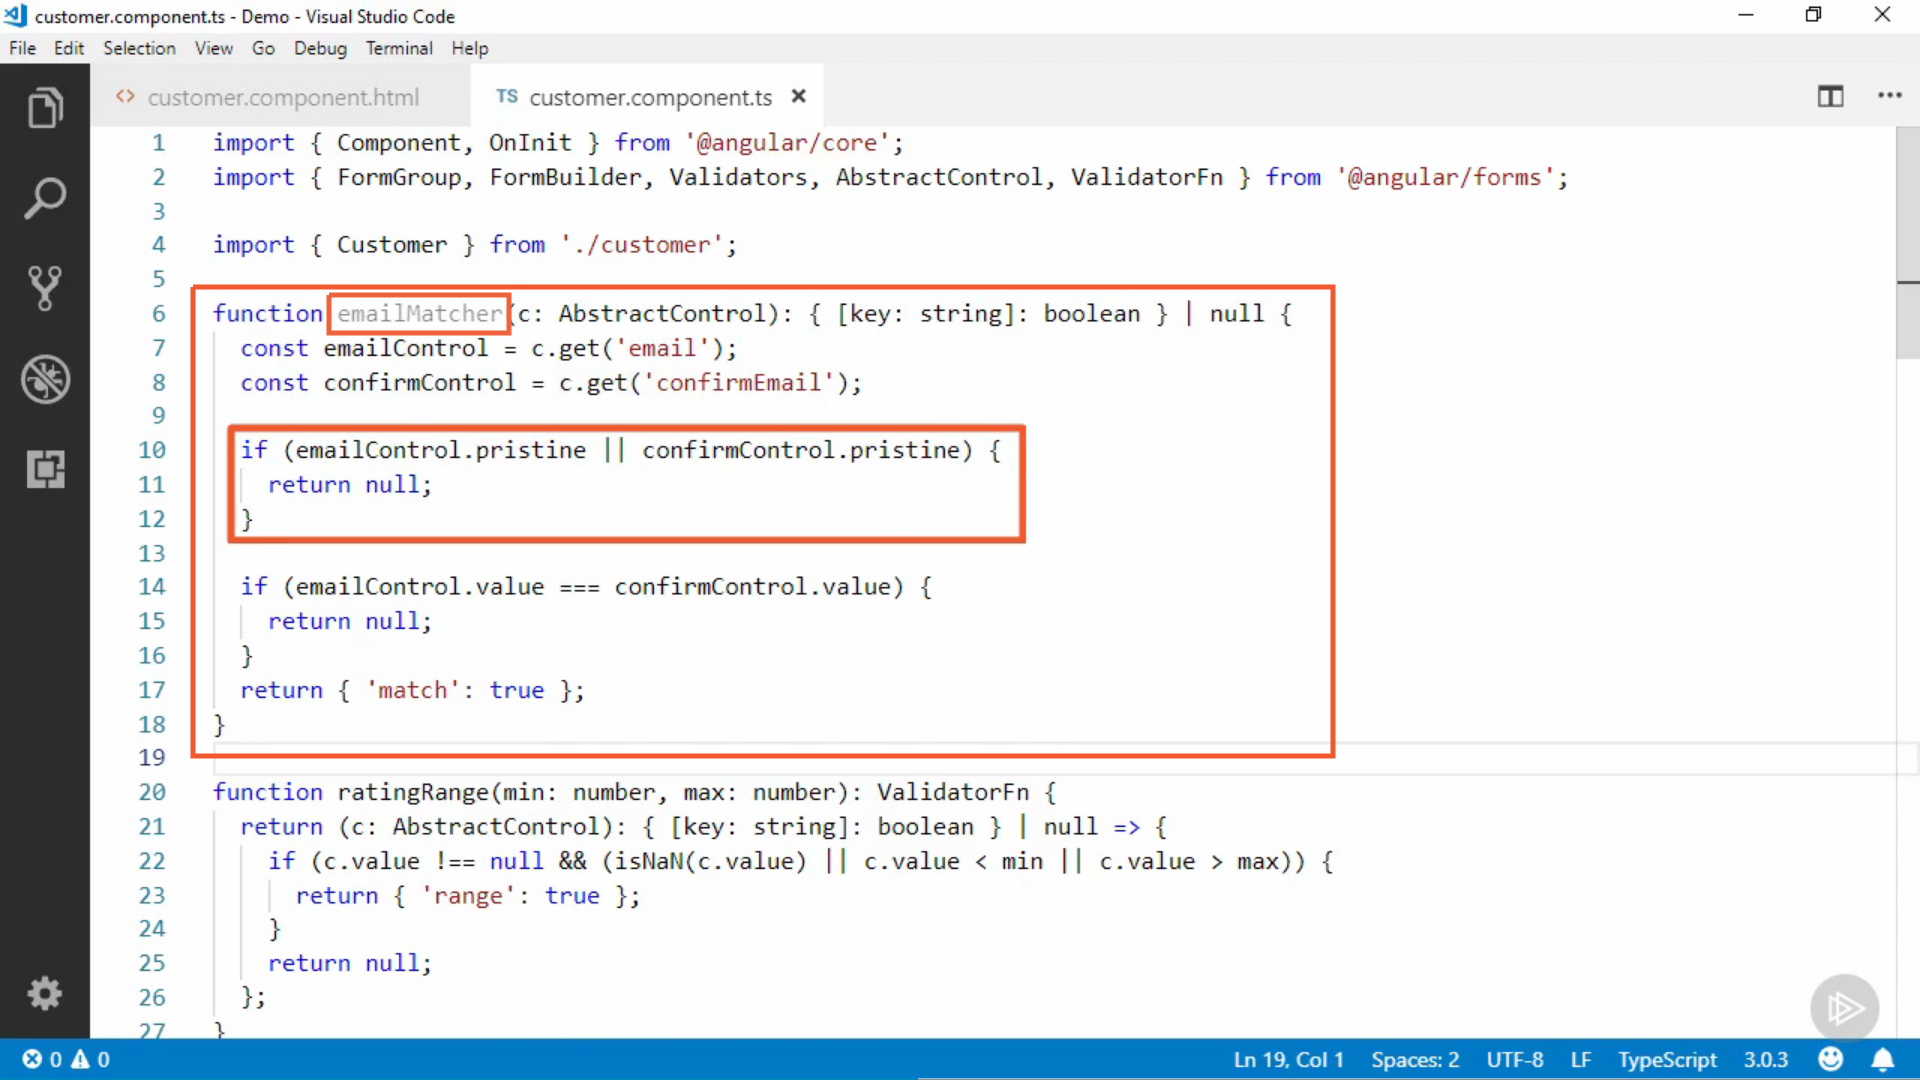 customer.component.ts - Demo - Visual Studio Code
File Edit Selection View Go Debug Terminal Help
<> customer.component.html TS customer.component.ts ×
1 import { Component, OnInit } from '@angular/core';
2 import { FormGroup, FormBuilder, Validators, AbstractControl, ValidatorFn } from '@angular/forms';
3
4 import { Customer } from './customer';
5
6 function emailMatcher(c: AbstractControl): { [key: string]: boolean } | null {
7 const emailControl = c.get('email');
8 const confirmControl = c.get('confirmEmail');
9
10 if (emailControl.pristine || confirmControl.pristine) {
11 return null;
12 }
13
14 if (emailControl.value === confirmControl.value) {
15 return null;
16 }
17 return { 'match': true };
18 }
19
20 function ratingRange(min: number, max: number): ValidatorFn {
21 return (c: AbstractControl): { [key: string]: boolean } | null => {
22 if (c.value !== null && (isNaN(c.value) || c.value < min || c.value > max)) {
23 return { 'range': true };
24 }
25 return null;
26 };
27 }
0 0 Ln 19, Col 1 Spaces: 2 UTF-8 LF TypeScript 3.0.3